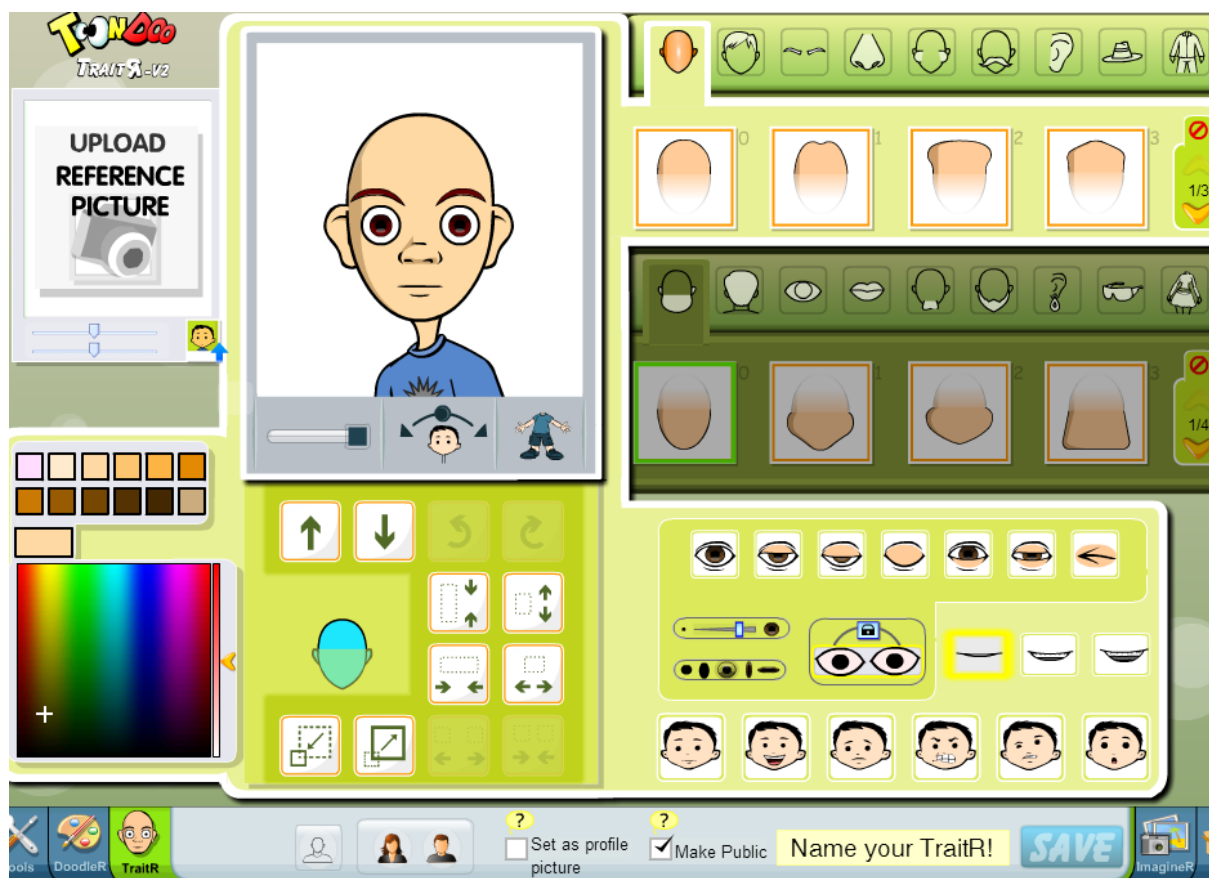 TOONDOO
TRAITR-V2
UPLOAD
REFERENCE
PICTURE
0
1
2
3
1/3
0
1
2
3
1/4
?
?
Set as profile
picture
Make Public
Name your TraitR!
SAVE
ools
DoodleR
TraitR
ImagineR